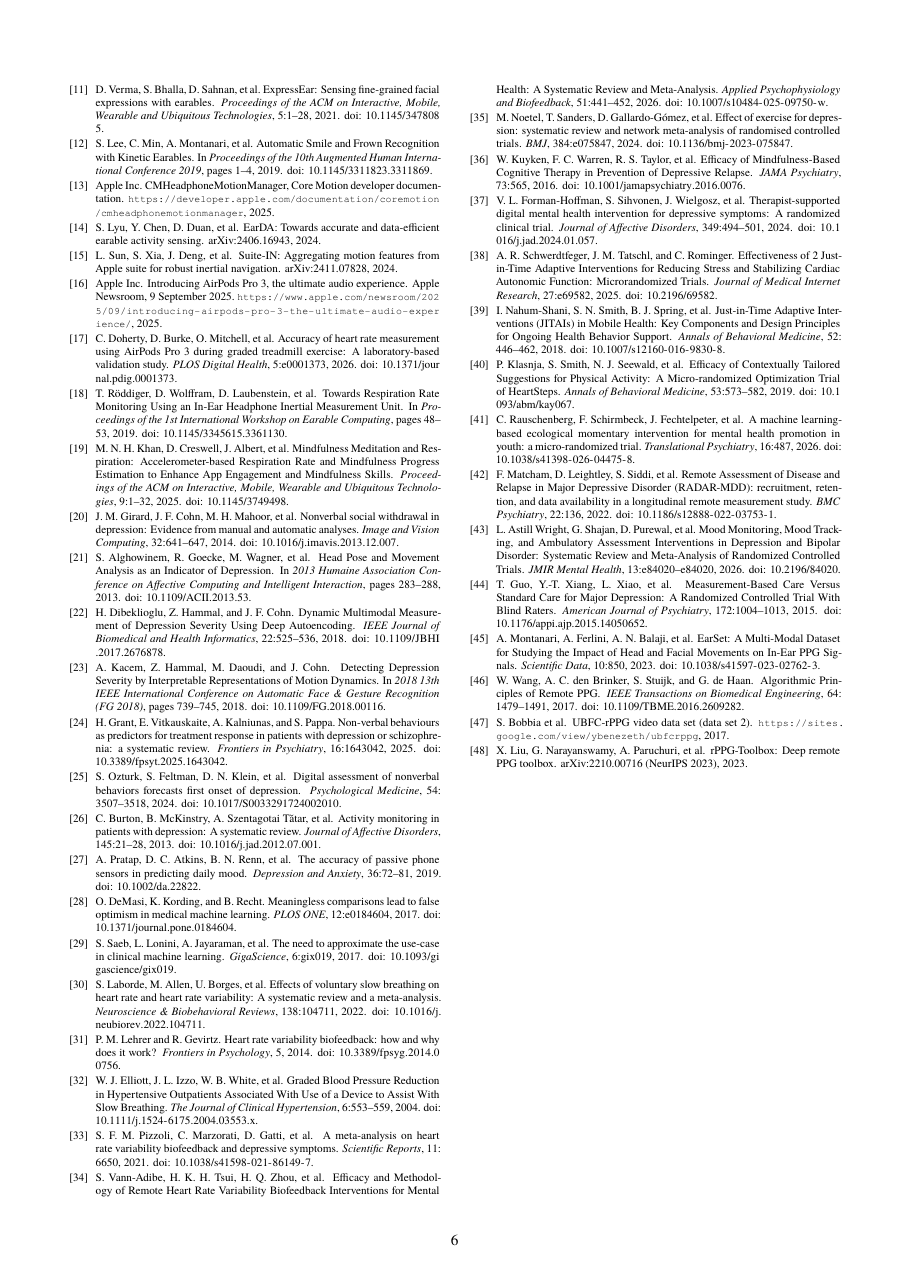 [11] D. Verma, S. Bhalla, D. Sahnan, et al. ExpressEar: Sensing fine-grained facial
expressions with earables. Proceedings of the ACM on Interactive, Mobile,
Wearable and Ubiquitous Technologies, 5:1–28, 2021. doi: 10.1145/347808
5.
[12] S. Lee, C. Min, A. Montanari, et al. Automatic Smile and Frown Recognition
with Kinetic Earables. In Proceedings of the 10th Augmented Human Interna-
tional Conference 2019, pages 1–4, 2019. doi: 10.1145/3311823.3311869.
[13] Apple Inc. CMHeadphoneMotionManager, Core Motion developer documen-
tation. https://developer.apple.com/documentation/coremotion
/cmheadphonemotionmanager, 2025.
[14] S. Lyu, Y. Chen, D. Duan, et al. EarDA: Towards accurate and data-efficient
earable activity sensing. arXiv:2406.16943, 2024.
[15] L. Sun, S. Xia, J. Deng, et al. Suite-IN: Aggregating motion features from
Apple suite for robust inertial navigation. arXiv:2411.07828, 2024.
[16] Apple Inc. Introducing AirPods Pro 3, the ultimate audio experience. Apple
Newsroom, 9 September 2025. https://www.apple.com/newsroom/202
5/09/introducing-airpods-pro-3-the-ultimate-audio-exper
ience/, 2025.
[17] C. Doherty, D. Burke, O. Mitchell, et al. Accuracy of heart rate measurement
using AirPods Pro 3 during graded treadmill exercise: A laboratory-based
validation study. PLOS Digital Health, 5:e0001373, 2026. doi: 10.1371/jour
nal.pdig.0001373.
[18] T. Röddiger, D. Wolffram, D. Laubenstein, et al. Towards Respiration Rate
Monitoring Using an In-Ear Headphone Inertial Measurement Unit. In Pro-
ceedings of the 1st International Workshop on Earable Computing, pages 48–
53, 2019. doi: 10.1145/3345615.3361130.
[19] M. N. H. Khan, D. Creswell, J. Albert, et al. Mindfulness Meditation and Res-
piration: Accelerometer-based Respiration Rate and Mindfulness Progress
Estimation to Enhance App Engagement and Mindfulness Skills. Proceed-
ings of the ACM on Interactive, Mobile, Wearable and Ubiquitous Technolo-
gies, 9:1–32, 2025. doi: 10.1145/3749498.
[20] J. M. Girard, J. F. Cohn, M. H. Mahoor, et al. Nonverbal social withdrawal in
depression: Evidence from manual and automatic analyses. Image and Vision
Computing, 32:641–647, 2014. doi: 10.1016/j.imavis.2013.12.007.
[21] S. Alghowinem, R. Goecke, M. Wagner, et al. Head Pose and Movement
Analysis as an Indicator of Depression. In 2013 Humaine Association Con-
ference on Affective Computing and Intelligent Interaction, pages 283–288,
2013. doi: 10.1109/ACII.2013.53.
[22] H. Dibeklioglu, Z. Hammal, and J. F. Cohn. Dynamic Multimodal Measure-
ment of Depression Severity Using Deep Autoencoding. IEEE Journal of
Biomedical and Health Informatics, 22:525–536, 2018. doi: 10.1109/JBHI
.2017.2676878.
[23] A. Kacem, Z. Hammal, M. Daoudi, and J. Cohn. Detecting Depression
Severity by Interpretable Representations of Motion Dynamics. In 2018 13th
IEEE International Conference on Automatic Face & Gesture Recognition
(FG 2018), pages 739–745, 2018. doi: 10.1109/FG.2018.00116.
[24] H. Grant, E. Vitkauskaite, A. Kalniunas, and S. Pappa. Non-verbal behaviours
as predictors for treatment response in patients with depression or schizophre-
nia: a systematic review. Frontiers in Psychiatry, 16:1643042, 2025. doi:
10.3389/fpsyt.2025.1643042.
[25] S. Ozturk, S. Feltman, D. N. Klein, et al. Digital assessment of nonverbal
behaviors forecasts first onset of depression. Psychological Medicine, 54:
3507–3518, 2024. doi: 10.1017/S0033291724002010.
[26] C. Burton, B. McKinstry, A. Szentagotai Tătar, et al. Activity monitoring in
patients with depression: A systematic review. Journal of Affective Disorders,
145:21–28, 2013. doi: 10.1016/j.jad.2012.07.001.
[27] A. Pratap, D. C. Atkins, B. N. Renn, et al. The accuracy of passive phone
sensors in predicting daily mood. Depression and Anxiety, 36:72–81, 2019.
doi: 10.1002/da.22822.
[28] O. DeMasi, K. Kording, and B. Recht. Meaningless comparisons lead to false
optimism in medical machine learning. PLOS ONE, 12:e0184604, 2017. doi:
10.1371/journal.pone.0184604.
[29] S. Saeb, L. Lonini, A. Jayaraman, et al. The need to approximate the use-case
in clinical machine learning. GigaScience, 6:gix019, 2017. doi: 10.1093/gi
gascience/gix019.
[30] S. Laborde, M. Allen, U. Borges, et al. Effects of voluntary slow breathing on
heart rate and heart rate variability: A systematic review and a meta-analysis.
Neuroscience & Biobehavioral Reviews, 138:104711, 2022. doi: 10.1016/j.
neubiorev.2022.104711.
[31] P. M. Lehrer and R. Gevirtz. Heart rate variability biofeedback: how and why
does it work? Frontiers in Psychology, 5, 2014. doi: 10.3389/fpsyg.2014.0
0756.
[32] W. J. Elliott, J. L. Izzo, W. B. White, et al. Graded Blood Pressure Reduction
in Hypertensive Outpatients Associated With Use of a Device to Assist With
Slow Breathing. The Journal of Clinical Hypertension, 6:553–559, 2004. doi:
10.1111/j.1524-6175.2004.03553.x.
[33] S. F. M. Pizzoli, C. Marzorati, D. Gatti, et al. A meta-analysis on heart
rate variability biofeedback and depressive symptoms. Scientific Reports, 11:
6650, 2021. doi: 10.1038/s41598-021-86149-7.
[34] S. Vann-Adibe, H. K. H. Tsui, H. Q. Zhou, et al. Efficacy and Methodol-
ogy of Remote Heart Rate Variability Biofeedback Interventions for Mental
Health: A Systematic Review and Meta-Analysis. Applied Psychophysiology
and Biofeedback, 51:441–452, 2026. doi: 10.1007/s10484-025-09750-w.
[35] M. Noetel, T. Sanders, D. Gallardo-Gómez, et al. Effect of exercise for depres-
sion: systematic review and network meta-analysis of randomised controlled
trials. BMJ, 384:e075847, 2024. doi: 10.1136/bmj-2023-075847.
[36] W. Kuyken, F. C. Warren, R. S. Taylor, et al. Efficacy of Mindfulness-Based
Cognitive Therapy in Prevention of Depressive Relapse. JAMA Psychiatry,
73:565, 2016. doi: 10.1001/jamapsychiatry.2016.0076.
[37] V. L. Forman-Hoffman, S. Sihvonen, J. Wielgosz, et al. Therapist-supported
digital mental health intervention for depressive symptoms: A randomized
clinical trial. Journal of Affective Disorders, 349:494–501, 2024. doi: 10.1
016/j.jad.2024.01.057.
[38] A. R. Schwerdtfeger, J. M. Tatschl, and C. Rominger. Effectiveness of 2 Just-
in-Time Adaptive Interventions for Reducing Stress and Stabilizing Cardiac
Autonomic Function: Microrandomized Trials. Journal of Medical Internet
Research, 27:e69582, 2025. doi: 10.2196/69582.
[39] I. Nahum-Shani, S. N. Smith, B. J. Spring, et al. Just-in-Time Adaptive Inter-
ventions (JITAIs) in Mobile Health: Key Components and Design Principles
for Ongoing Health Behavior Support. Annals of Behavioral Medicine, 52:
446–462, 2018. doi: 10.1007/s12160-016-9830-8.
[40] P. Klasnja, S. Smith, N. J. Seewald, et al. Efficacy of Contextually Tailored
Suggestions for Physical Activity: A Micro-randomized Optimization Trial
of HeartSteps. Annals of Behavioral Medicine, 53:573–582, 2019. doi: 10.1
093/abm/kay067.
[41] C. Rauschenberg, F. Schirmbeck, J. Fechtelpeter, et al. A machine learning-
based ecological momentary intervention for mental health promotion in
youth: a micro-randomized trial. Translational Psychiatry, 16:487, 2026. doi:
10.1038/s41398-026-04475-8.
[42] F. Matcham, D. Leightley, S. Siddi, et al. Remote Assessment of Disease and
Relapse in Major Depressive Disorder (RADAR-MDD): recruitment, reten-
tion, and data availability in a longitudinal remote measurement study. BMC
Psychiatry, 22:136, 2022. doi: 10.1186/s12888-022-03753-1.
[43] L. Astill Wright, G. Shajan, D. Purewal, et al. Mood Monitoring, Mood Track-
ing, and Ambulatory Assessment Interventions in Depression and Bipolar
Disorder: Systematic Review and Meta-Analysis of Randomized Controlled
Trials. JMIR Mental Health, 13:e84020–e84020, 2026. doi: 10.2196/84020.
[44] T. Guo, Y.-T. Xiang, L. Xiao, et al. Measurement-Based Care Versus
Standard Care for Major Depression: A Randomized Controlled Trial With
Blind Raters. American Journal of Psychiatry, 172:1004–1013, 2015. doi:
10.1176/appi.ajp.2015.14050652.
[45] A. Montanari, A. Ferlini, A. N. Balaji, et al. EarSet: A Multi-Modal Dataset
for Studying the Impact of Head and Facial Movements on In-Ear PPG Sig-
nals. Scientific Data, 10:850, 2023. doi: 10.1038/s41597-023-02762-3.
[46] W. Wang, A. C. den Brinker, S. Stuijk, and G. de Haan. Algorithmic Prin-
ciples of Remote PPG. IEEE Transactions on Biomedical Engineering, 64:
1479–1491, 2017. doi: 10.1109/TBME.2016.2609282.
[47] S. Bobbia et al. UBFC-rPPG video data set (data set 2). https://sites.
google.com/view/ybenezeth/ubfcrppg, 2017.
[48] X. Liu, G. Narayanswamy, A. Paruchuri, et al. rPPG-Toolbox: Deep remote
PPG toolbox. arXiv:2210.00716 (NeurIPS 2023), 2023.
6